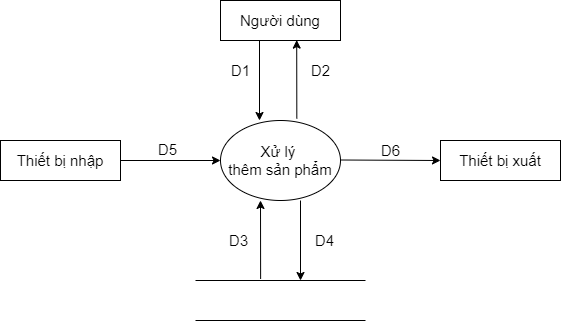 Người dùng
D1
D2
Thiết bị nhập
D5
Xử lý
thêm sản phẩm
D6
Thiết bị xuất
D3
D4